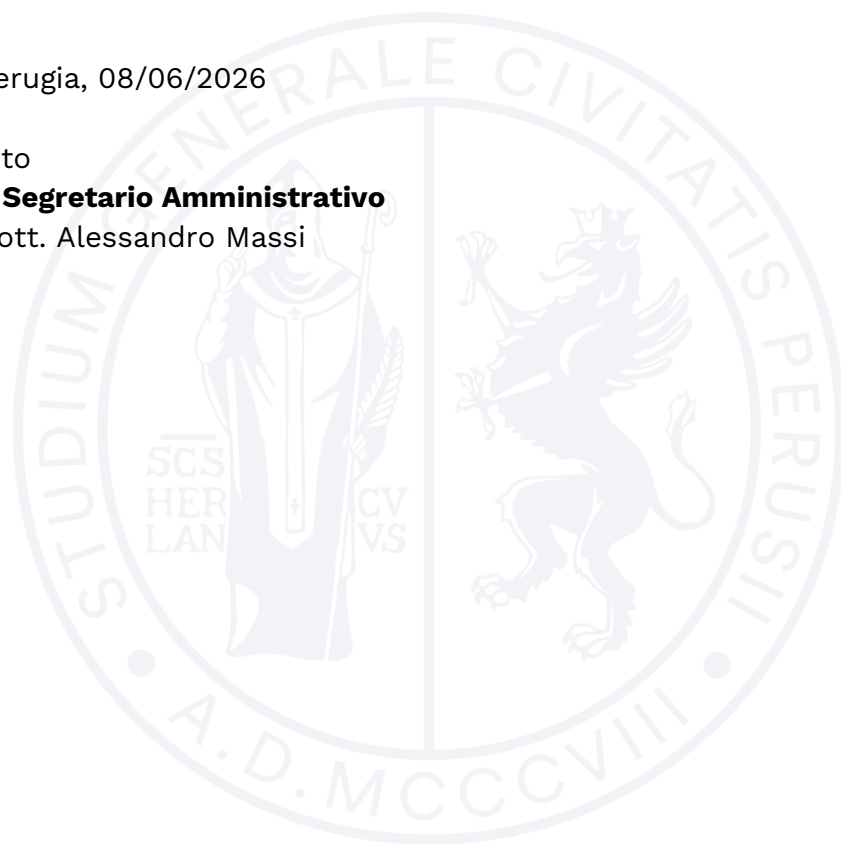 erugia, 08/06/2026
to
Segretario Amministrativo
ott. Alessandro Massi
STUDIUM GENERALE CIVITATIS PERUSII
SCS
HER
LAN
CV
VS
A.D.MCCCVIII